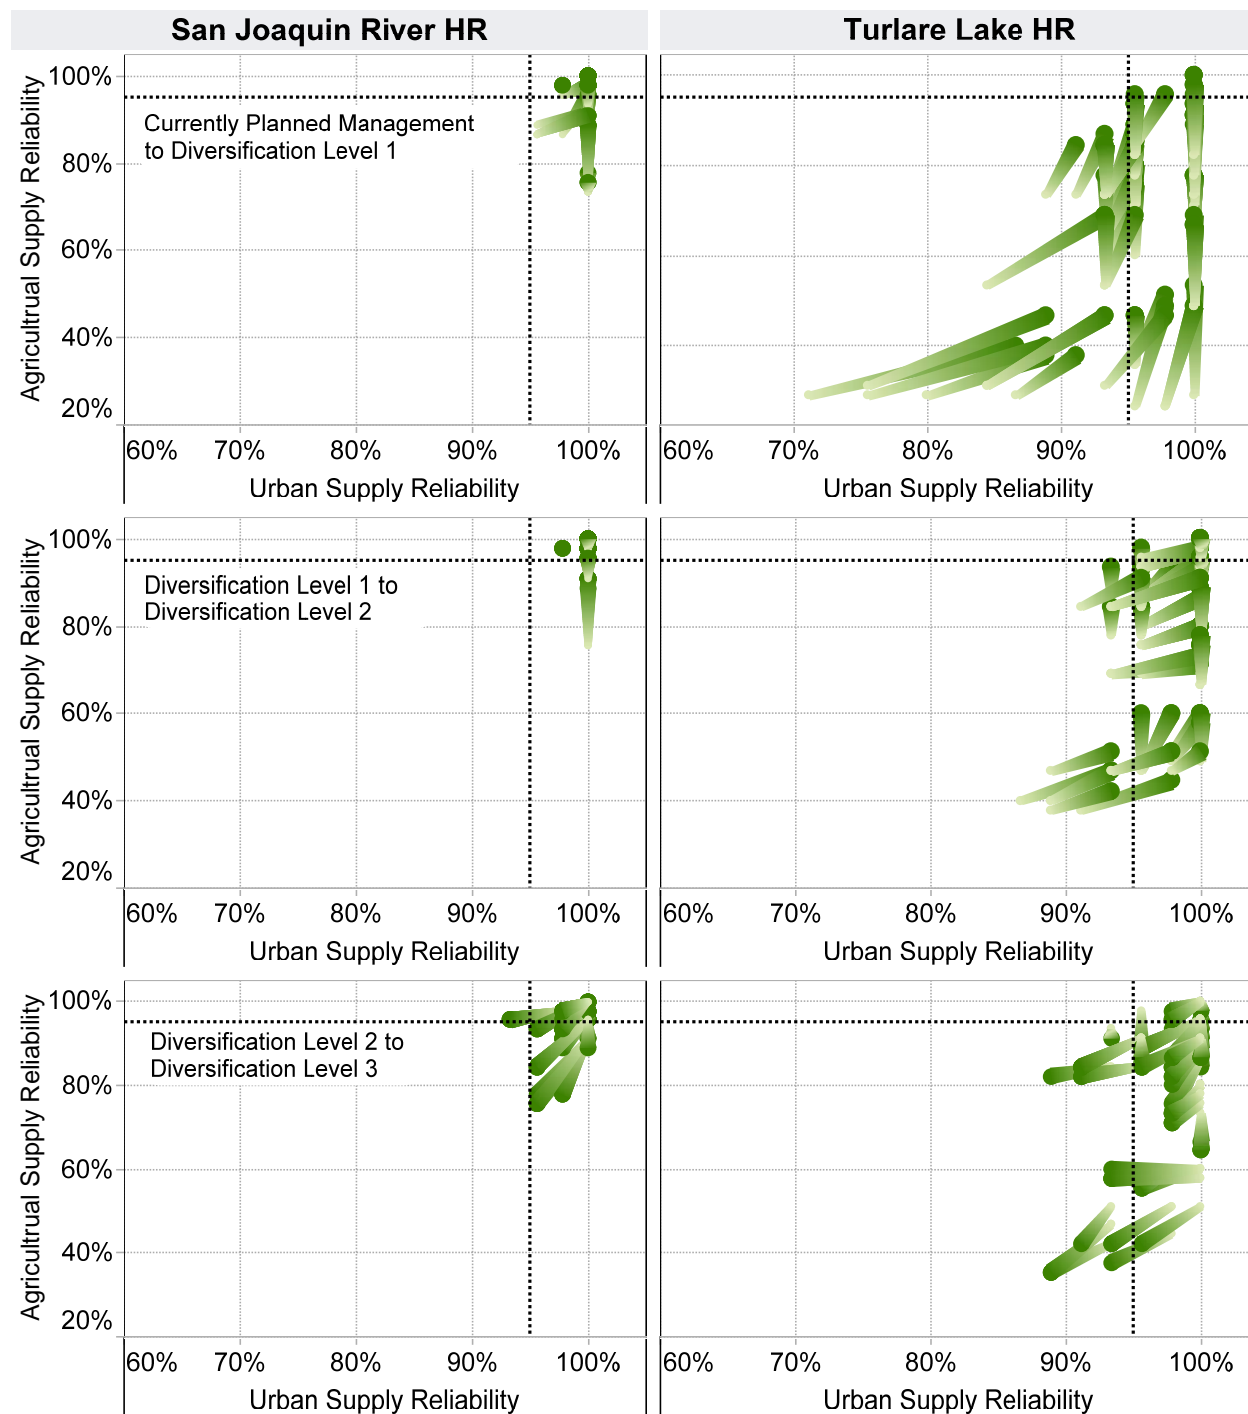 San Joaquin River HR
Turlare Lake HR
Agricultrual Supply Reliability
100%
80%
60%
40%
20%
Currently Planned Management
to Diversification Level 1
60%
70%
80%
90%
100%
Urban Supply Reliability
60%
70%
80%
90%
100%
Urban Supply Reliability
Agricultrual Supply Reliability
100%
80%
60%
40%
20%
Diversification Level 1 to
Diversification Level 2
60%
70%
80%
90%
100%
Urban Supply Reliability
60%
70%
80%
90%
100%
Urban Supply Reliability
Agricultrual Supply Reliability
100%
80%
60%
40%
20%
Diversification Level 2 to
Diversification Level 3
60%
70%
80%
90%
100%
Urban Supply Reliability
60%
70%
80%
90%
100%
Urban Supply Reliability